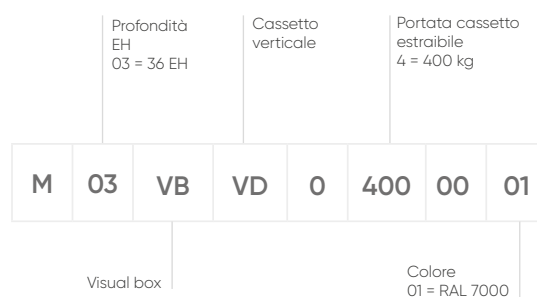 Profondità
EH
03 = 36 EH
Cassetto
verticale
Portata cassetto
estraibile
4 = 400 kg
M 03 VB VD 0 400 00 01
Visual box
Colore
01 = RAL 7000